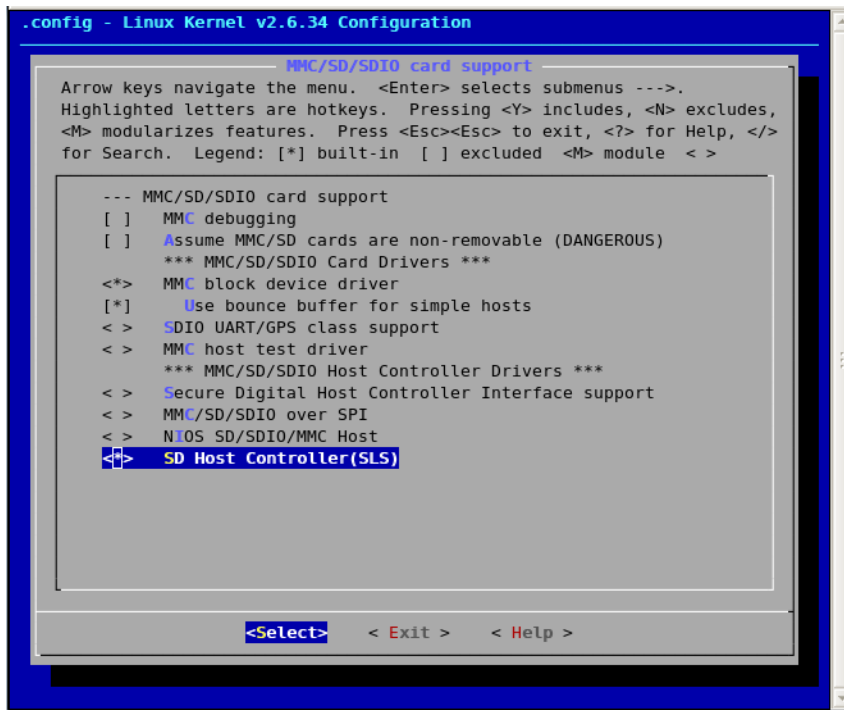 .config - Linux Kernel v2.6.34 Configuration
MMC/SD/SDIO card support
Arrow keys navigate the menu.  <Enter> selects submenus --->.
Highlighted letters are hotkeys.  Pressing <Y> includes, <N> excludes,
<M> modularizes features.  Press <Esc><Esc> to exit, <?> for Help, </>
for Search.  Legend: [*] built-in  [ ] excluded  <M> module  < >
--- MMC/SD/SDIO card support
[ ]   MMC debugging
[ ]   Assume MMC/SD cards are non-removable (DANGEROUS)
*** MMC/SD/SDIO Card Drivers ***
<*>   MMC block device driver
[*]     Use bounce buffer for simple hosts
< >   SDIO UART/GPS class support
< >   MMC host test driver
*** MMC/SD/SDIO Host Controller Drivers ***
< >   Secure Digital Host Controller Interface support
< >   MMC/SD/SDIO over SPI
< >   NIOS SD/SDIO/MMC Host
<*>   SD Host Controller(SLS)
<Select>    < Exit >    < Help >